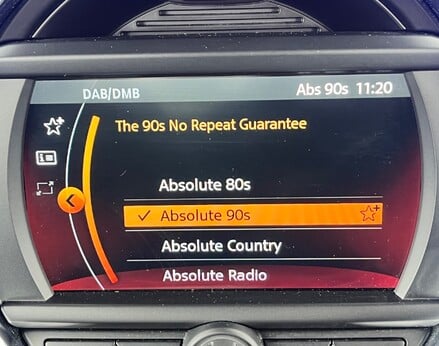 DAB/DMB
Abs 90s 11:20
The 90s No Repeat Guarantee
Absolute 80s
Absolute 90s
Absolute Country
Absolute Radio